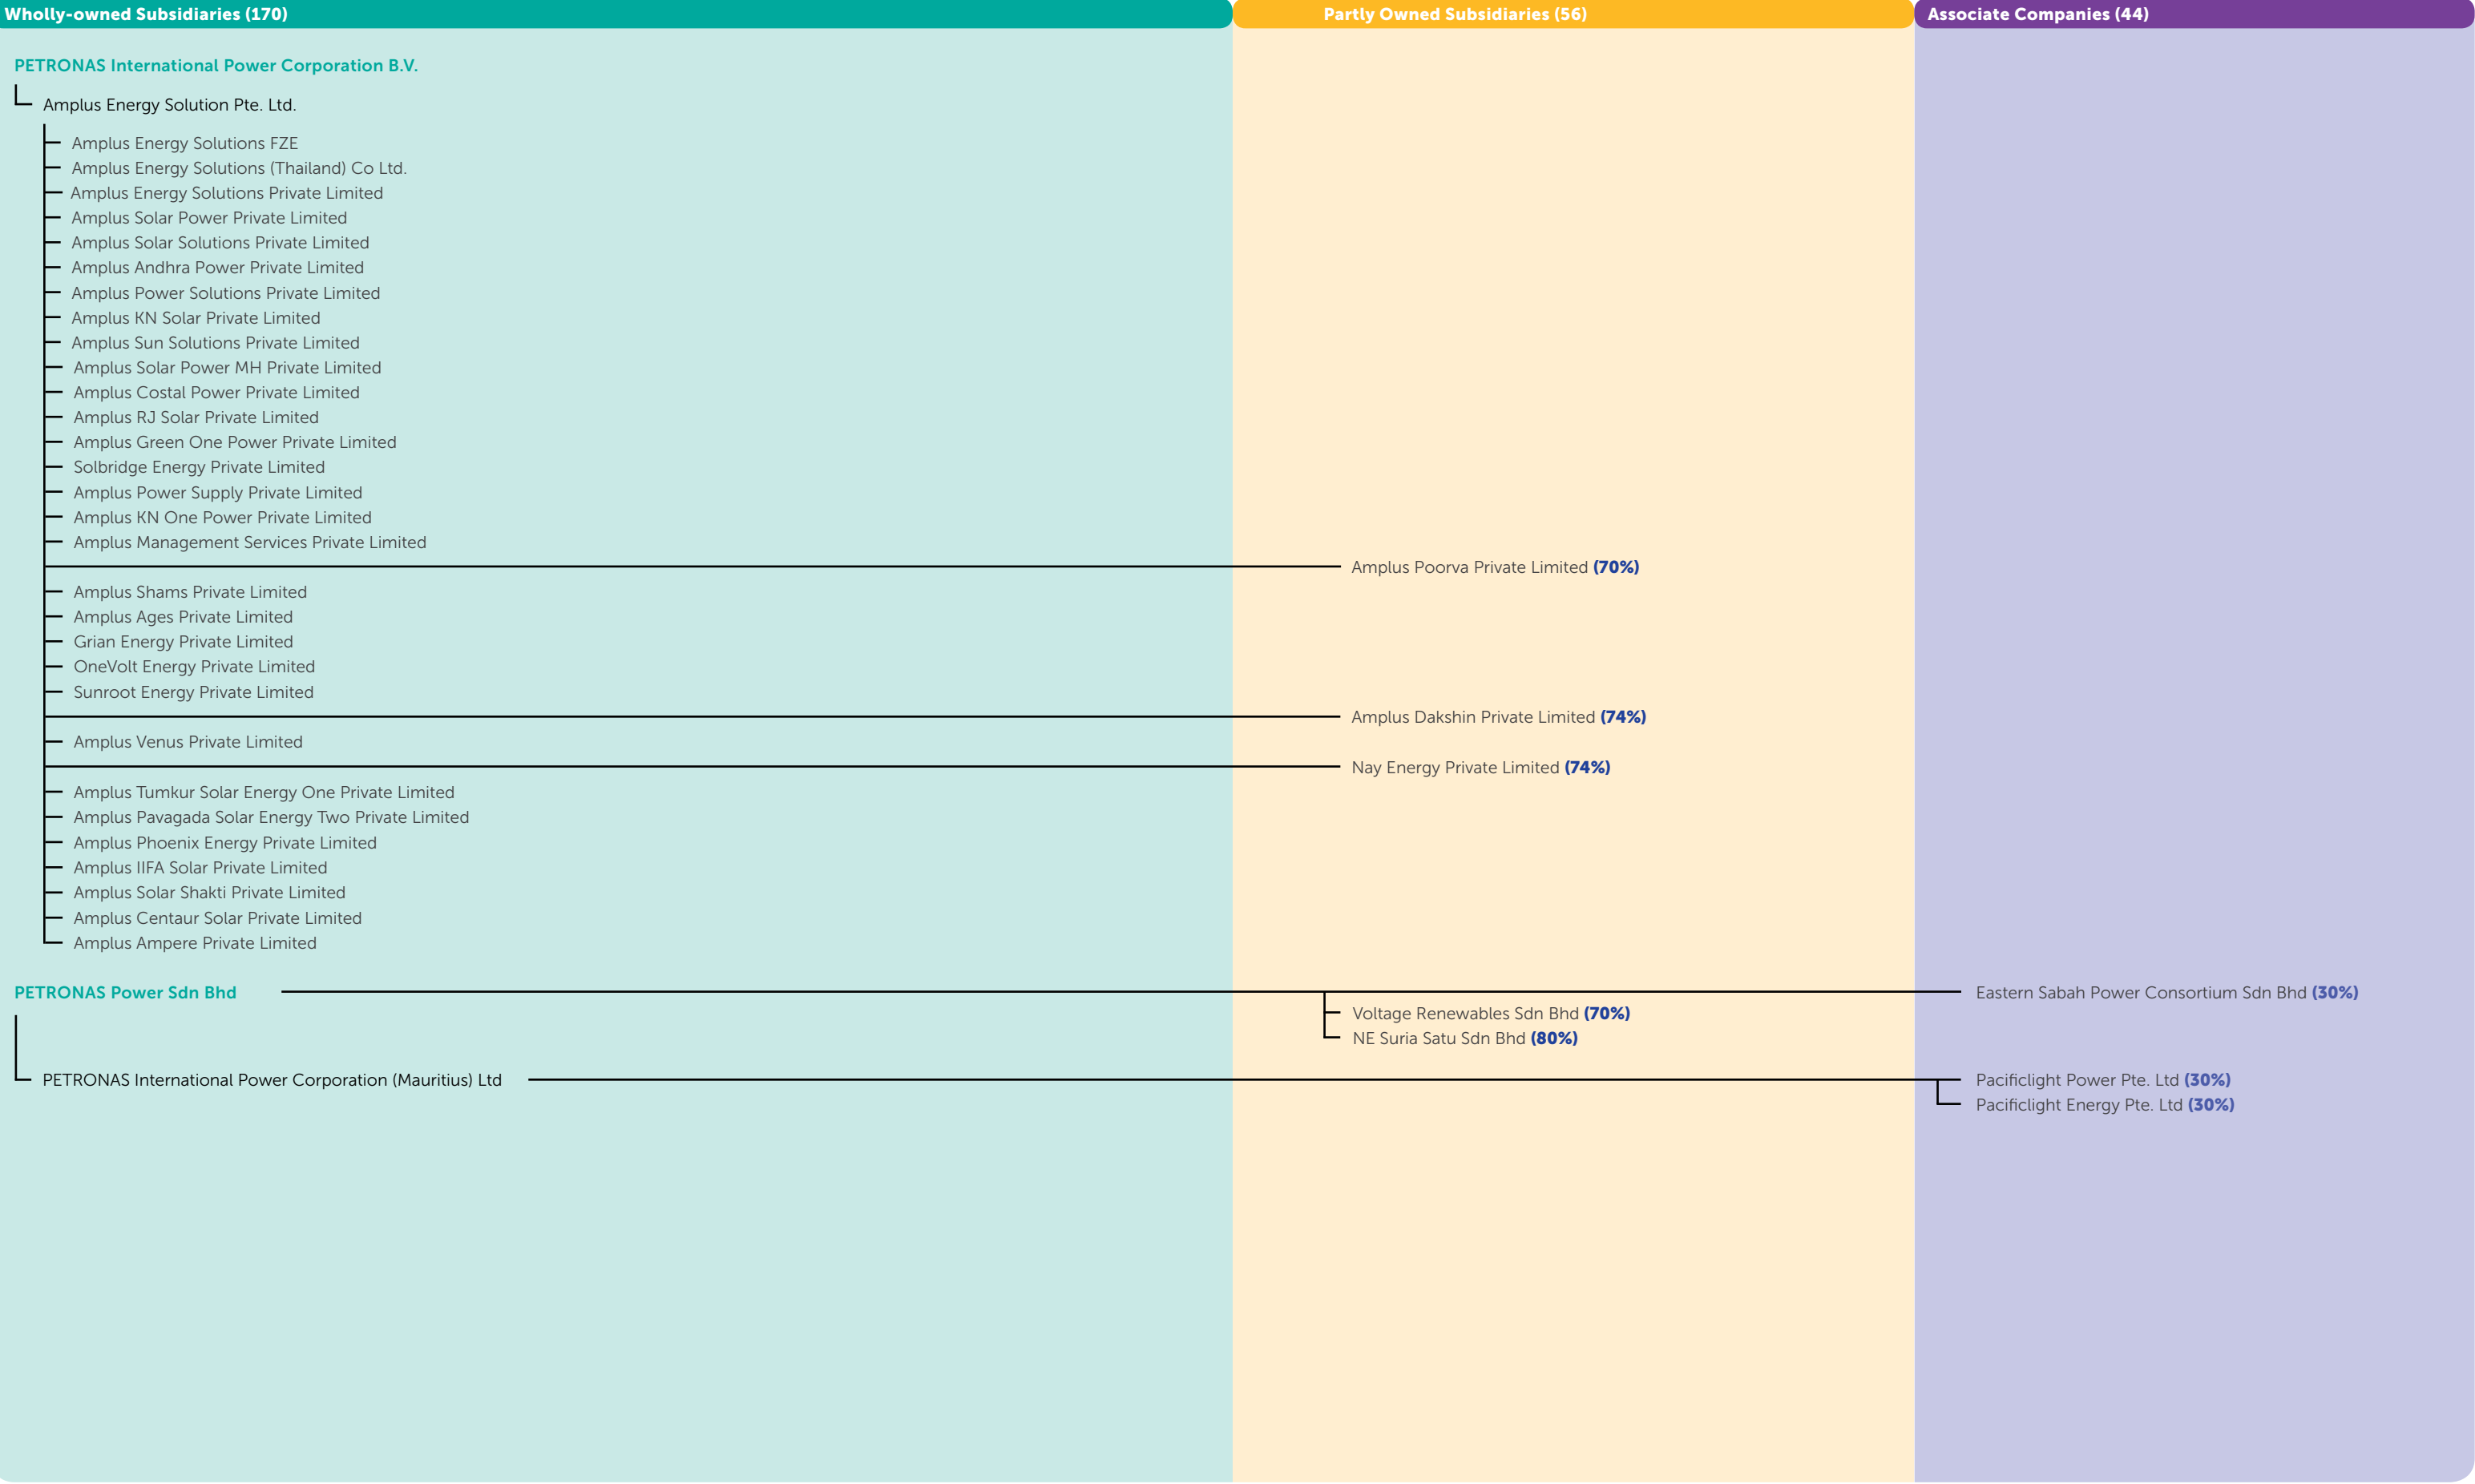 Wholly-owned Subsidiaries (170)
Partly Owned Subsidiaries (56)
Associate Companies (44)
PETRONAS International Power Corporation B.V.
Amplus Energy Solution Pte. Ltd.
Amplus Energy Solutions FZE
Amplus Energy Solutions (Thailand) Co Ltd.
Amplus Energy Solutions Private Limited
Amplus Solar Power Private Limited
Amplus Solar Solutions Private Limited
Amplus Andhra Power Private Limited
Amplus Power Solutions Private Limited
Amplus KN Solar Private Limited
Amplus Sun Solutions Private Limited
Amplus Solar Power MH Private Limited
Amplus Costal Power Private Limited
Amplus RJ Solar Private Limited
Amplus Green One Power Private Limited
Solbridge Energy Private Limited
Amplus Power Supply Private Limited
Amplus KN One Power Private Limited
Amplus Management Services Private Limited
Amplus Poorva Private Limited (70%)
Amplus Shams Private Limited
Amplus Ages Private Limited
Grian Energy Private Limited
OneVolt Energy Private Limited
Sunroot Energy Private Limited
Amplus Dakshin Private Limited (74%)
Amplus Venus Private Limited
Nay Energy Private Limited (74%)
Amplus Tumkur Solar Energy One Private Limited
Amplus Pavagada Solar Energy Two Private Limited
Amplus Phoenix Energy Private Limited
Amplus IIFA Solar Private Limited
Amplus Solar Shakti Private Limited
Amplus Centaur Solar Private Limited
Amplus Ampere Private Limited
PETRONAS Power Sdn Bhd
Eastern Sabah Power Consortium Sdn Bhd (30%)
Voltage Renewables Sdn Bhd (70%)
NE Suria Satu Sdn Bhd (80%)
PETRONAS International Power Corporation (Mauritius) Ltd
Pacificlight Power Pte. Ltd (30%)
Pacificlight Energy Pte. Ltd (30%)